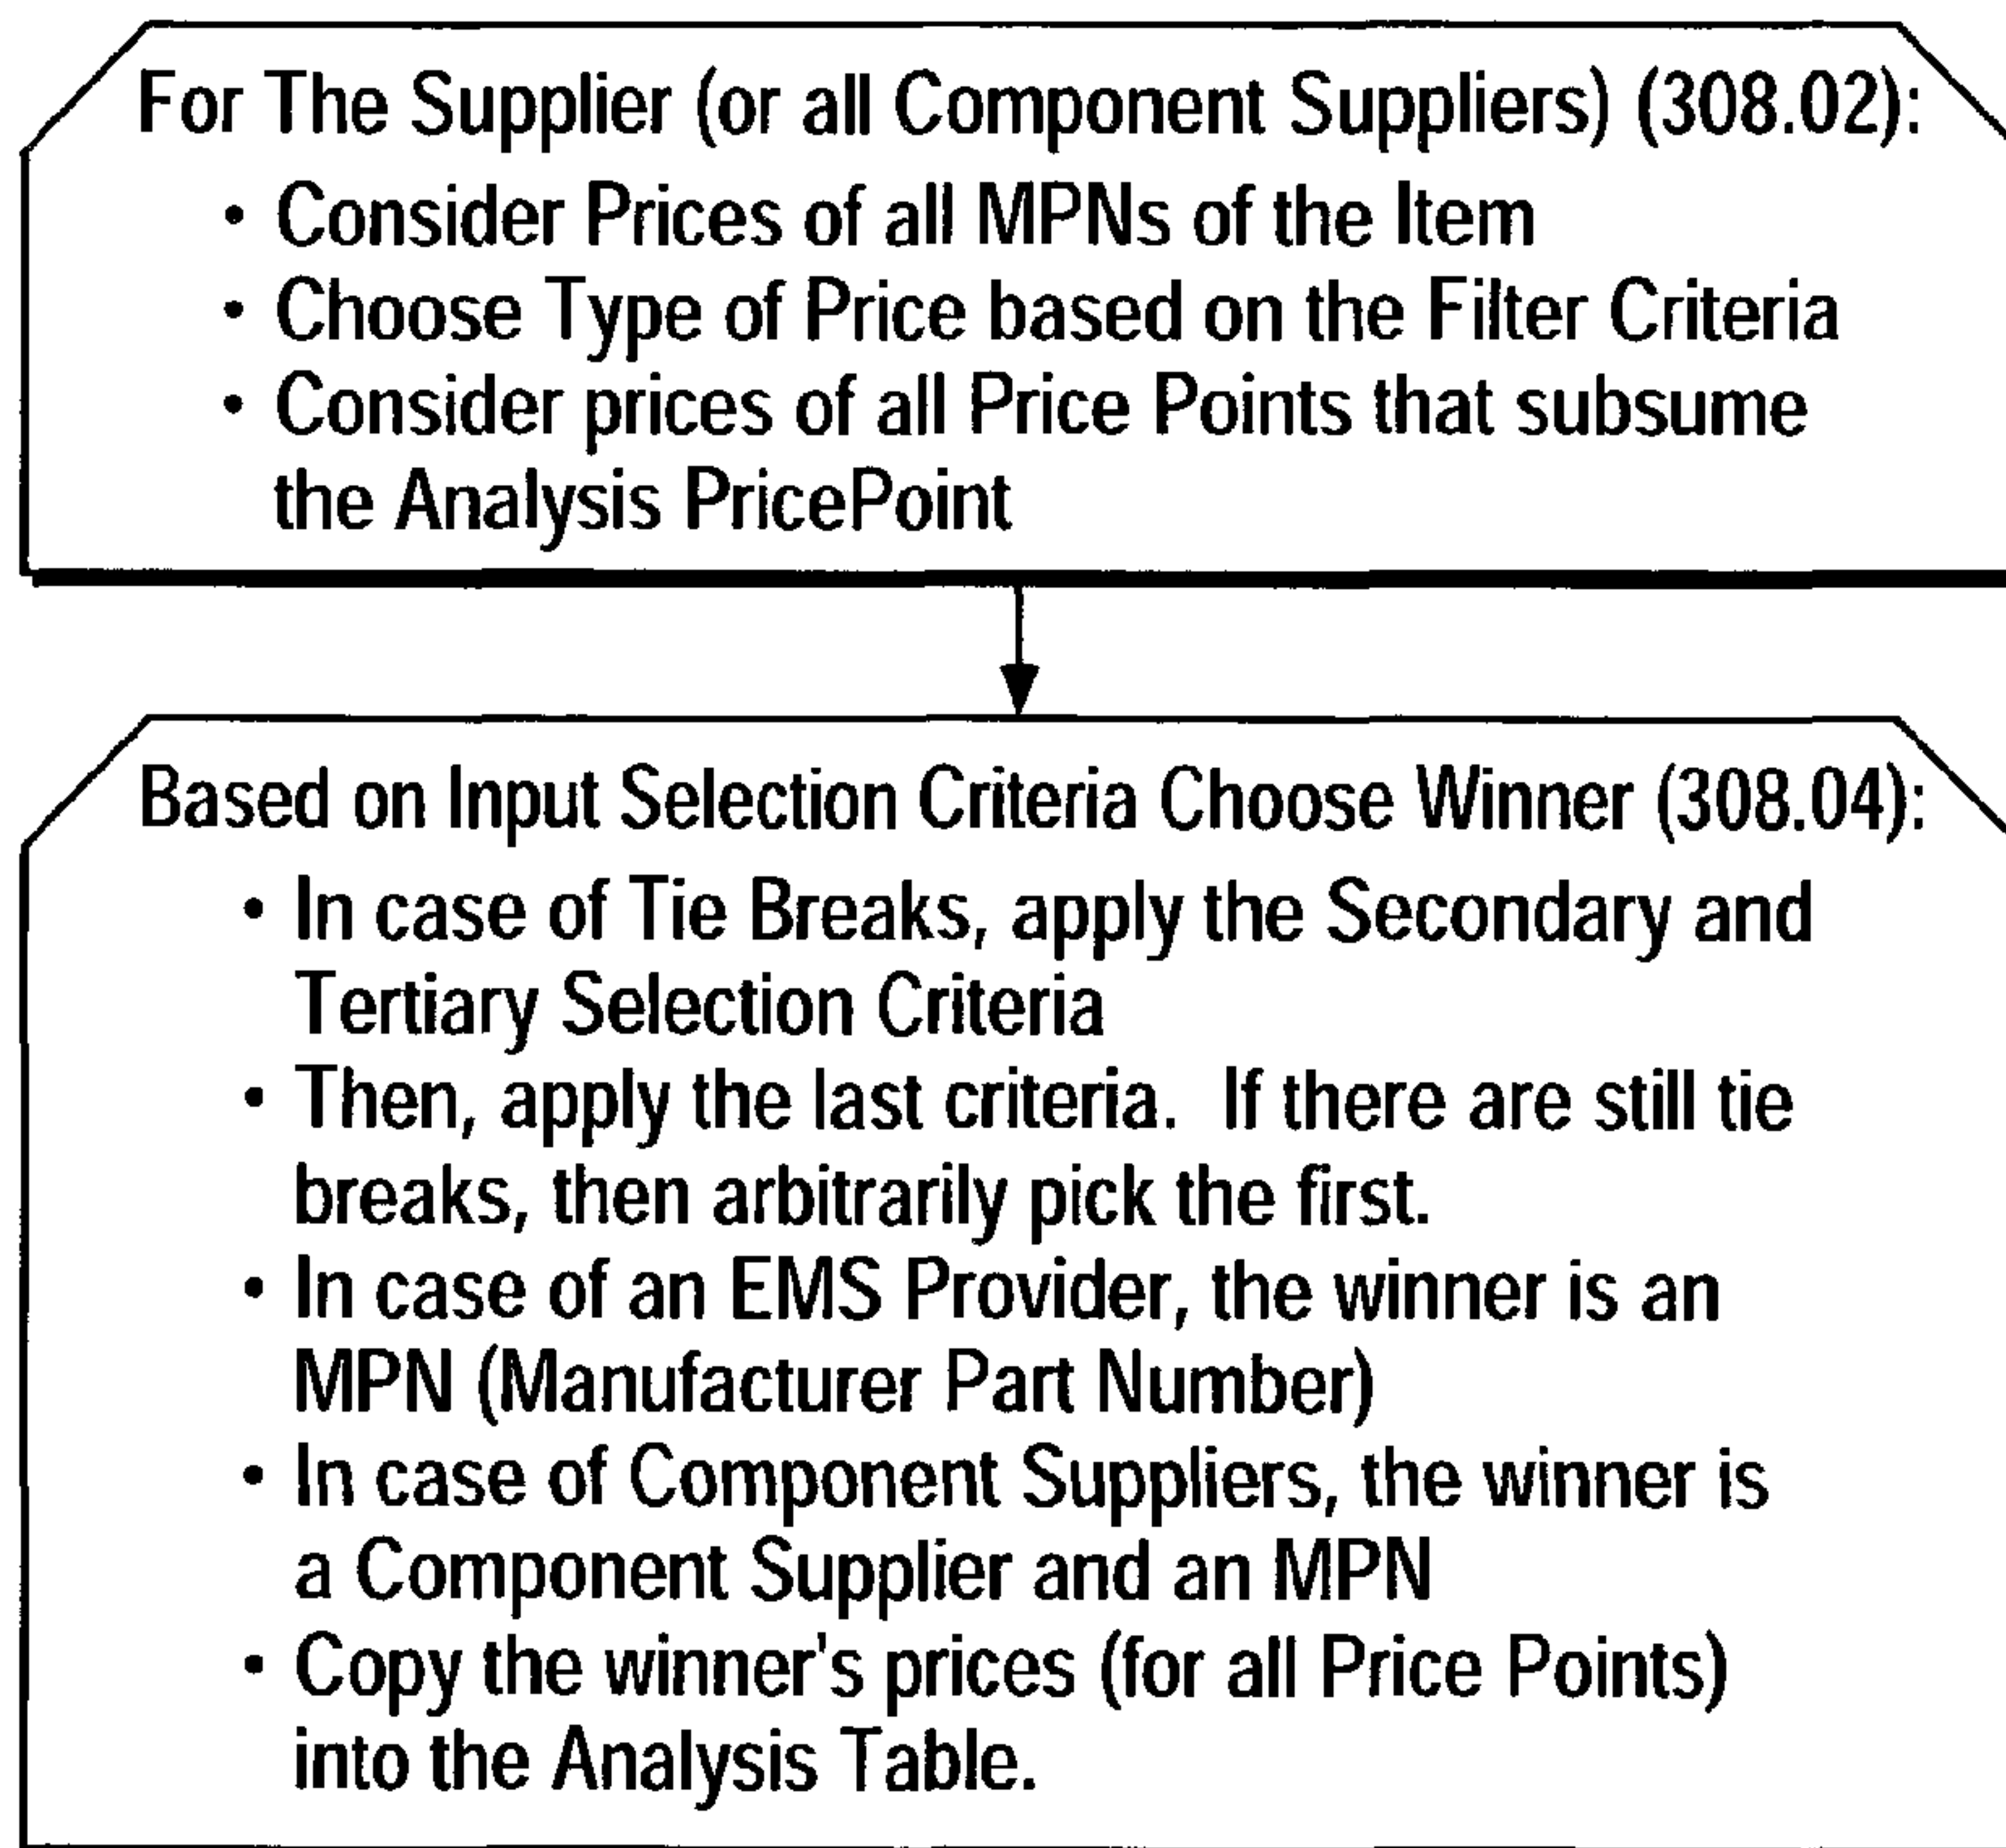 For The Supplier (or all Component Suppliers) (308.02):
• Consider Prices of all MPNs of the Item
• Choose Type of Price based on the Filter Criteria
• Consider prices of all Price Points that subsume
the Analysis PricePoint
Based on Input Selection Criteria Choose Winner (308.04):
• In case of Tie Breaks, apply the Secondary and
Tertiary Selection Criteria
• Then, apply the last criteria. If there are still tie
breaks, then arbitrarily pick the first.
• In case of an EMS Provider, the winner is an
MPN (Manufacturer Part Number)
• In case of Component Suppliers, the winner is
a Component Supplier and an MPN
• Copy the winner's prices (for all Price Points)
into the Analysis Table.